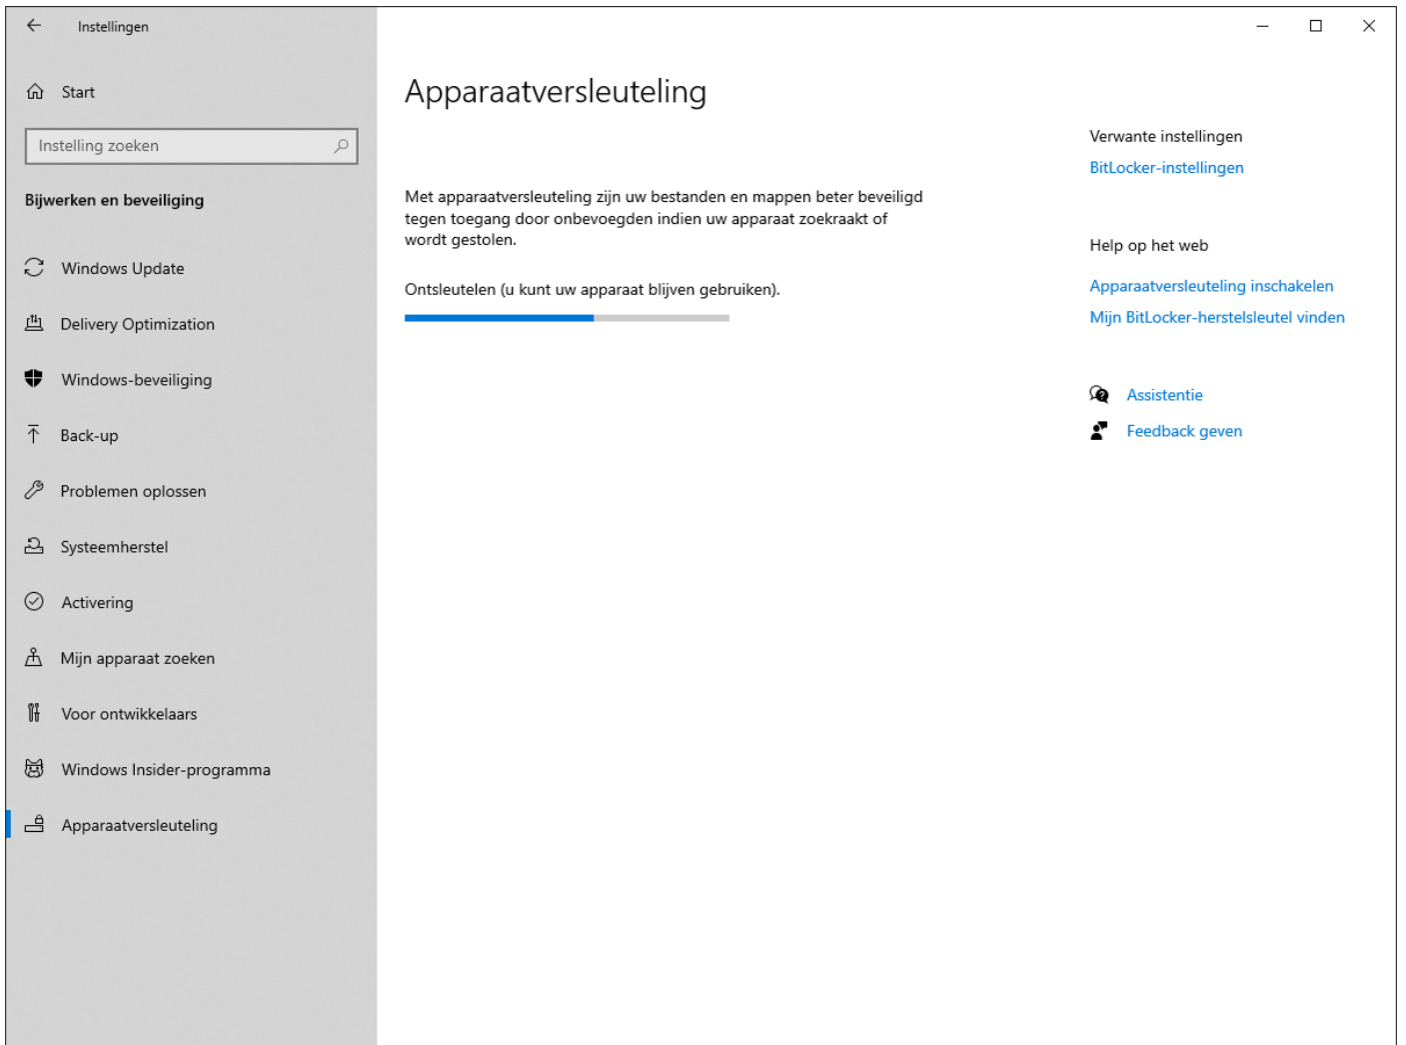 Instellingen
Start
Instelling zoeken
Bijwerken en beveiliging
Windows Update
Delivery Optimization
Windows-beveiliging
Back-up
Problemen oplossen
Systeemherstel
Activering
Mijn apparaat zoeken
Voor ontwikkelaars
Windows Insider-programma
Apparaatversleuteling
Apparaatversleuteling
Met apparaatversleuteling zijn uw bestanden en mappen beter beveiligd
tegen toegang door onbevoegden indien uw apparaat zoekraakt of
wordt gestolen.
Ontsleutelen (u kunt uw apparaat blijven gebruiken).
Verwante instellingen
BitLocker-instellingen
Help op het web
Apparaatversleuteling inschakelen
Mijn BitLocker-herstelsleutel vinden
Assistentie
Feedback geven